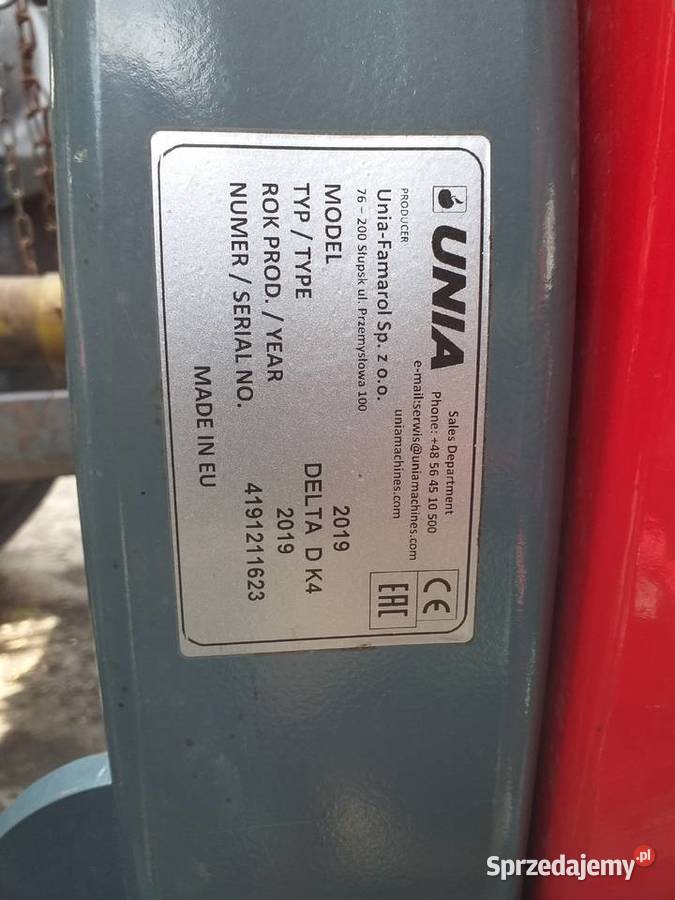 UNIA
Sales Department
Phone: +48 56 45 10 500
e-mail:serwis@uniamachines.com
uniamachines.com
CE
EAC
PRODUCER
Unia-Famarol Sp. z o.o.
76 – 200 Słupsk ul. Przemysłowa 100
MODEL 2019
TYP / TYPE DELTA D K4
ROK PROD. / YEAR 2019
NUMER / SERIAL NO. 4191211623
MADE IN EU
Sprzedajemy.pl